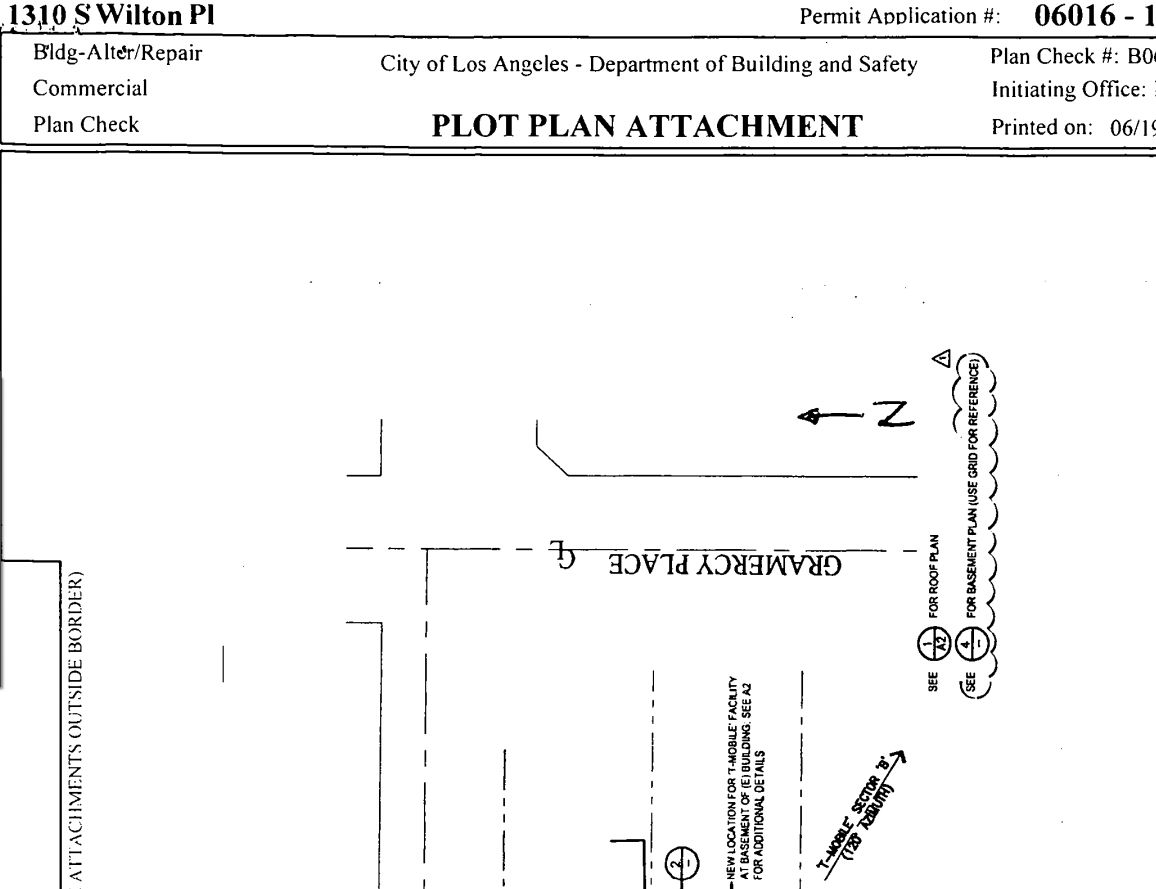 1310 S Wilton Pl
Permit Application #: 06016 - 1
Bldg-Alter/Repair
City of Los Angeles - Department of Building and Safety
Plan Check #: B0
Commercial
Initiating Office:
Plan Check
PLOT PLAN ATTACHMENT
Printed on: 06/19
N
1
SEE 1 A2 FOR ROOF PLAN
SEE 4 - FOR BASEMENT PLAN (USE GRID FOR REFERENCE)
GRAMERCY PLACE
CL
ATTACHMENTS OUTSIDE BORDER)
NEW LOCATION FOR 'T-MOBILE' FACILITY
AT BASEMENT OF (E) BUILDING. SEE A2
FOR ADDITIONAL DETAILS
2 -
'T-MOBILE' SECTOR 'B'
(120° AZIMUTH)